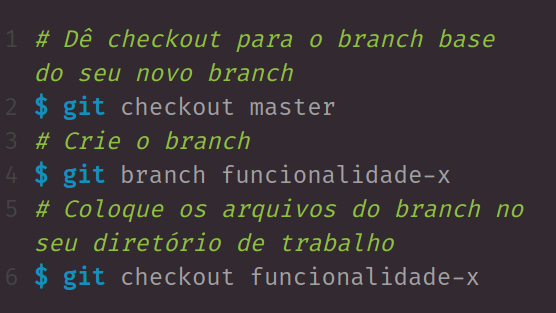 1 # Dê checkout para o branch base
do seu novo branch
2 $ git checkout master
3 # Crie o branch
4 $ git branch funcionalidade-x
5 # Coloque os arquivos do branch no
seu diretório de trabalho
6 $ git checkout funcionalidade-x